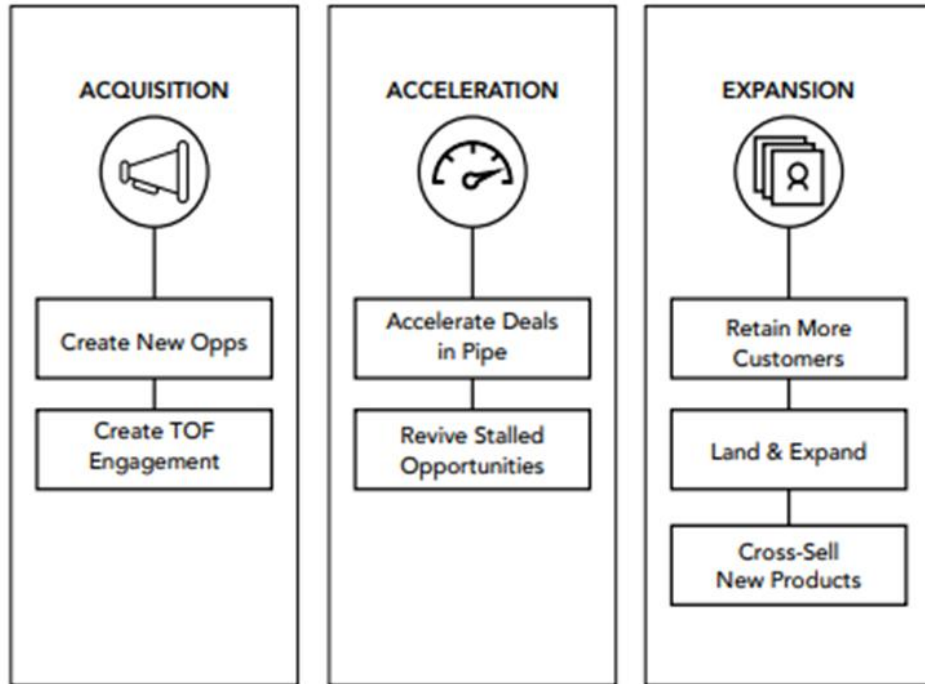 ACQUISITION
Create New Opps
Create TOF
Engagement
ACCELERATION
Accelerate Deals
in Pipe
Revive Stalled
Opportunities
EXPANSION
Retain More
Customers
Land & Expand
Cross-Sell
New Products